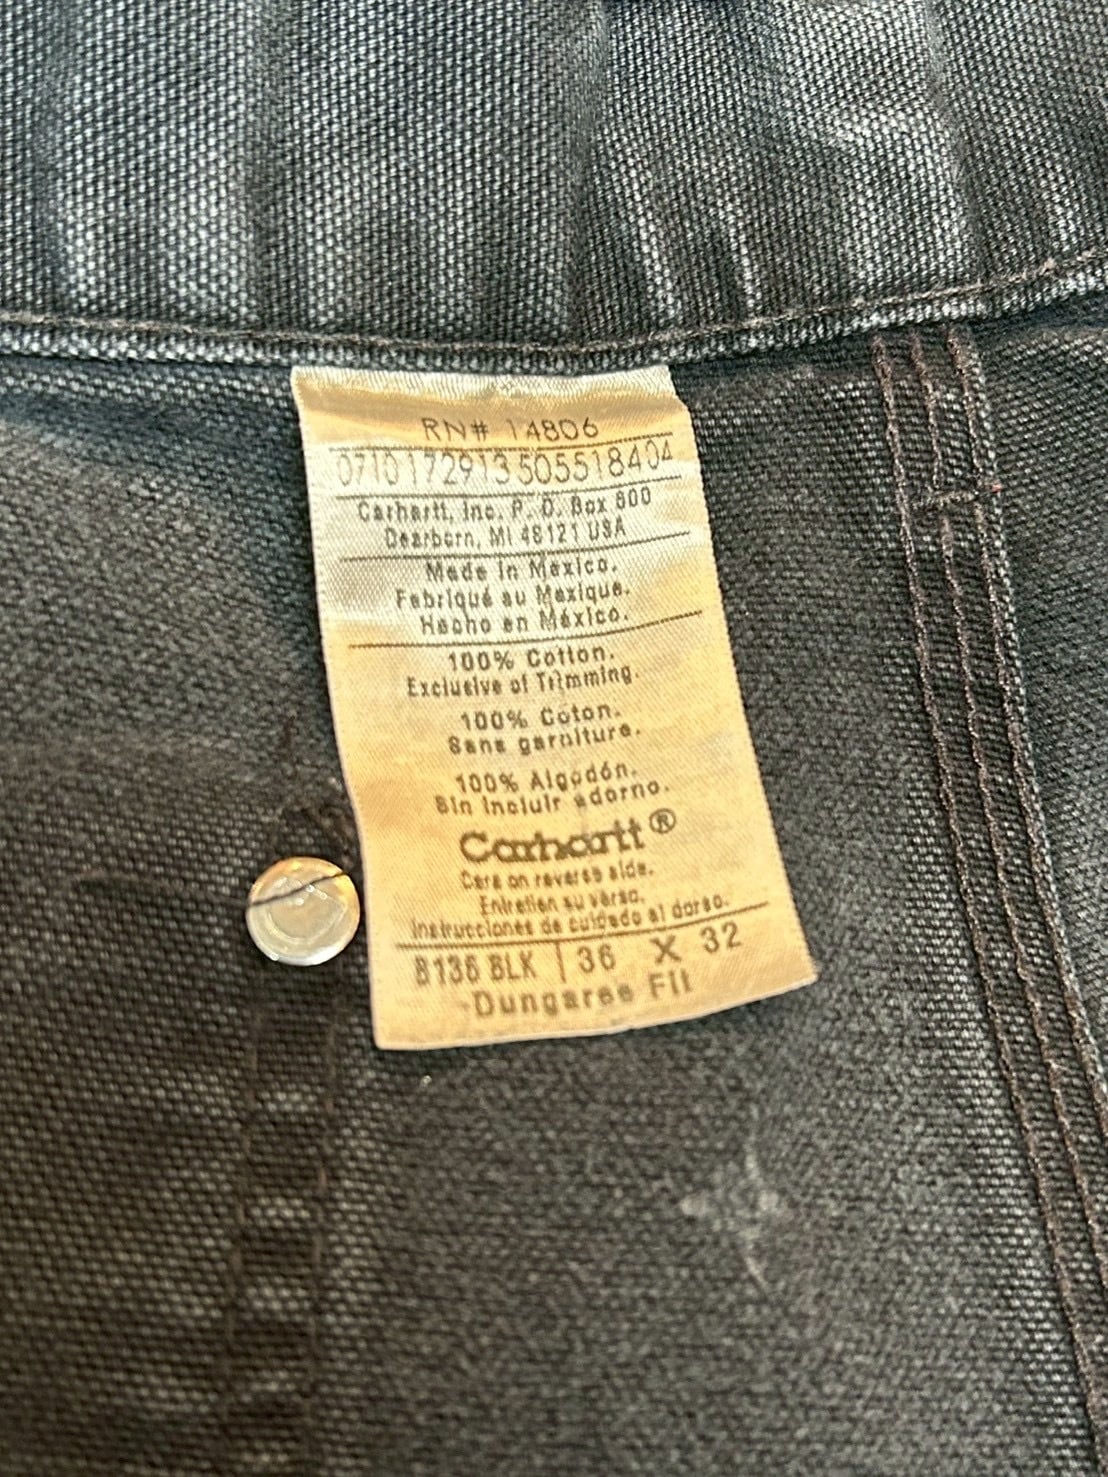 RN# 14806
0710172913505518404
Carhartt, Inc. P. O. Box 600
Dearborn, MI 48121 USA
Made in Mexico.
Fabriqué au Mexique.
Hecho en México.
100% Cotton.
Exclusive of Trimming.
100% Coton.
Sans garniture.
100% Algodón.
Sin incluir adorno.
Carhartt®
Care on reverse side.
Entretien au verso.
Instrucciones de cuidado al dorso.
B136 BLK | 36 X 32
Dungaree Fit